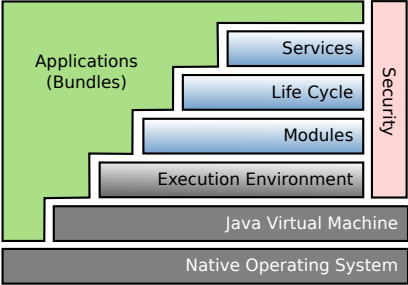 Applications
(Bundles)
Services
Life Cycle
Modules
Execution Environment
Java Virtual Machine
Native Operating System
Security